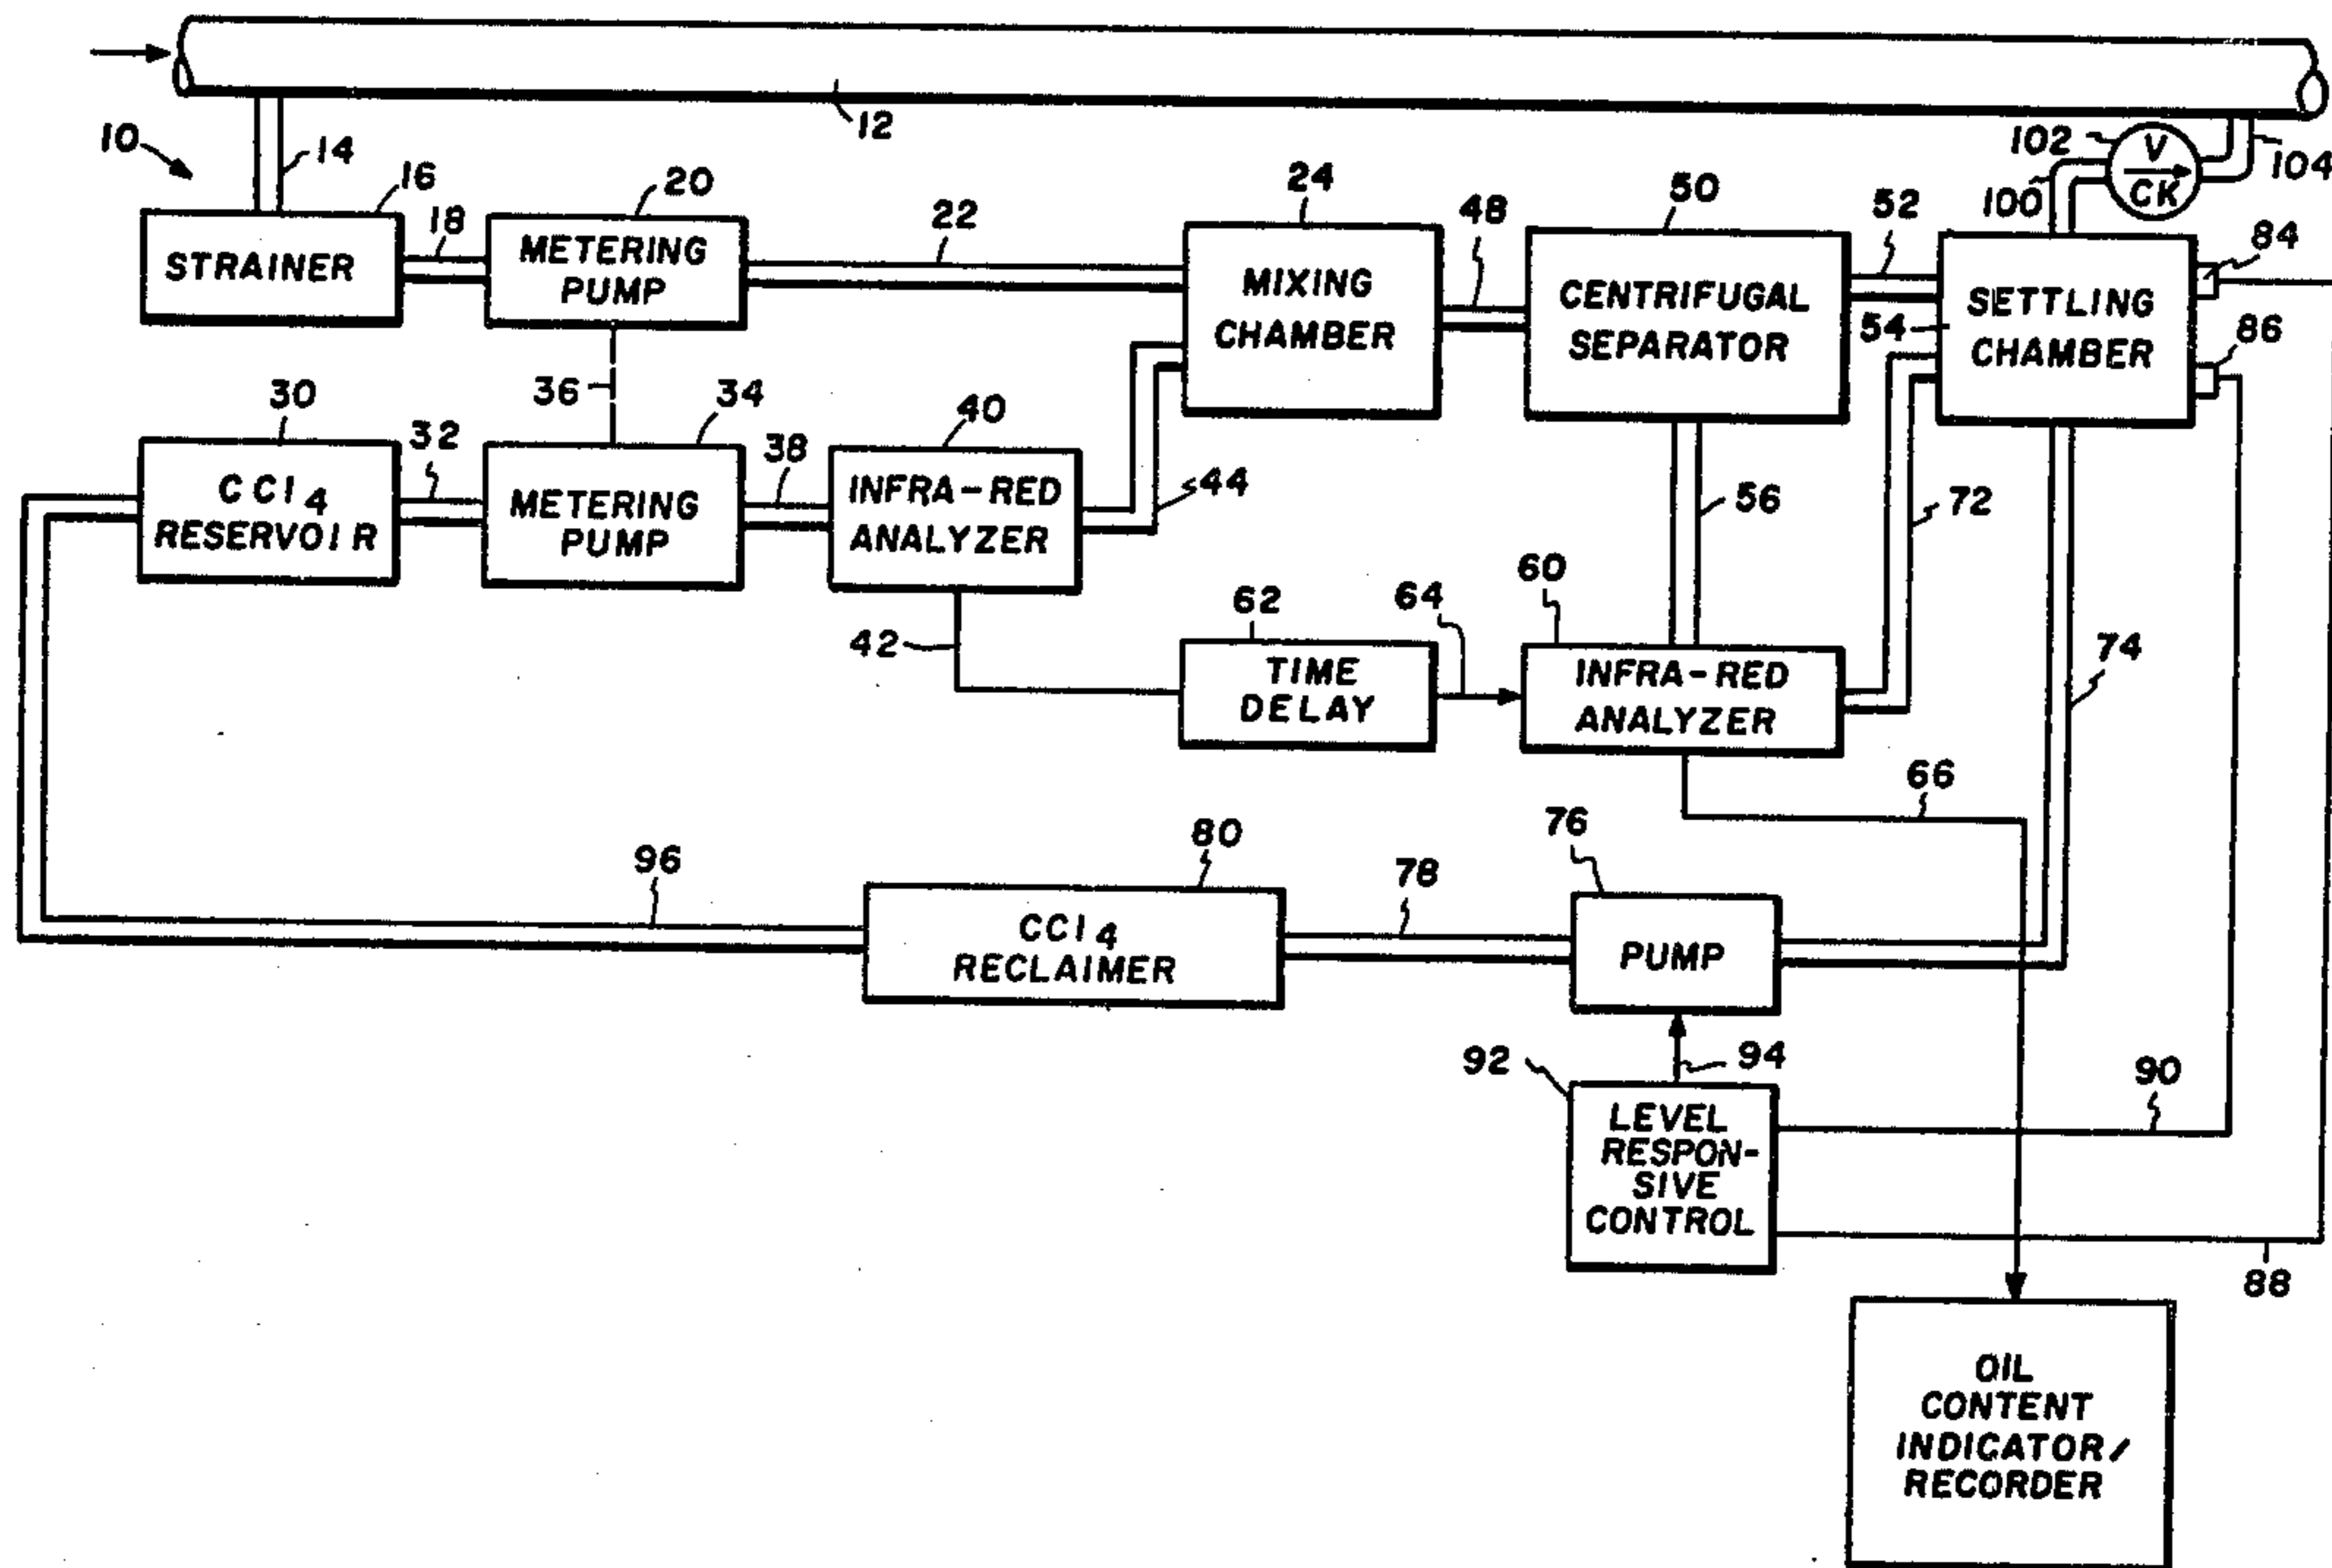 12
10
14
16
18
20
22
24
48
50
52
100
102
V
CK
104
84
STRAINER
METERING
PUMP
MIXING
CHAMBER
CENTRIFUGAL
SEPARATOR
54
SETTLING
CHAMBER
86
36
30
32
34
38
40
44
56
72
CCl4
RESERVOIR
METERING
PUMP
INFRA-RED
ANALYZER
42
62
64
60
74
TIME
DELAY
INFRA-RED
ANALYZER
66
96
80
78
76
CCl4
RECLAIMER
PUMP
92
94
90
LEVEL
RESPON-
SIVE
CONTROL
88
OIL
CONTENT
INDICATOR/
RECORDER